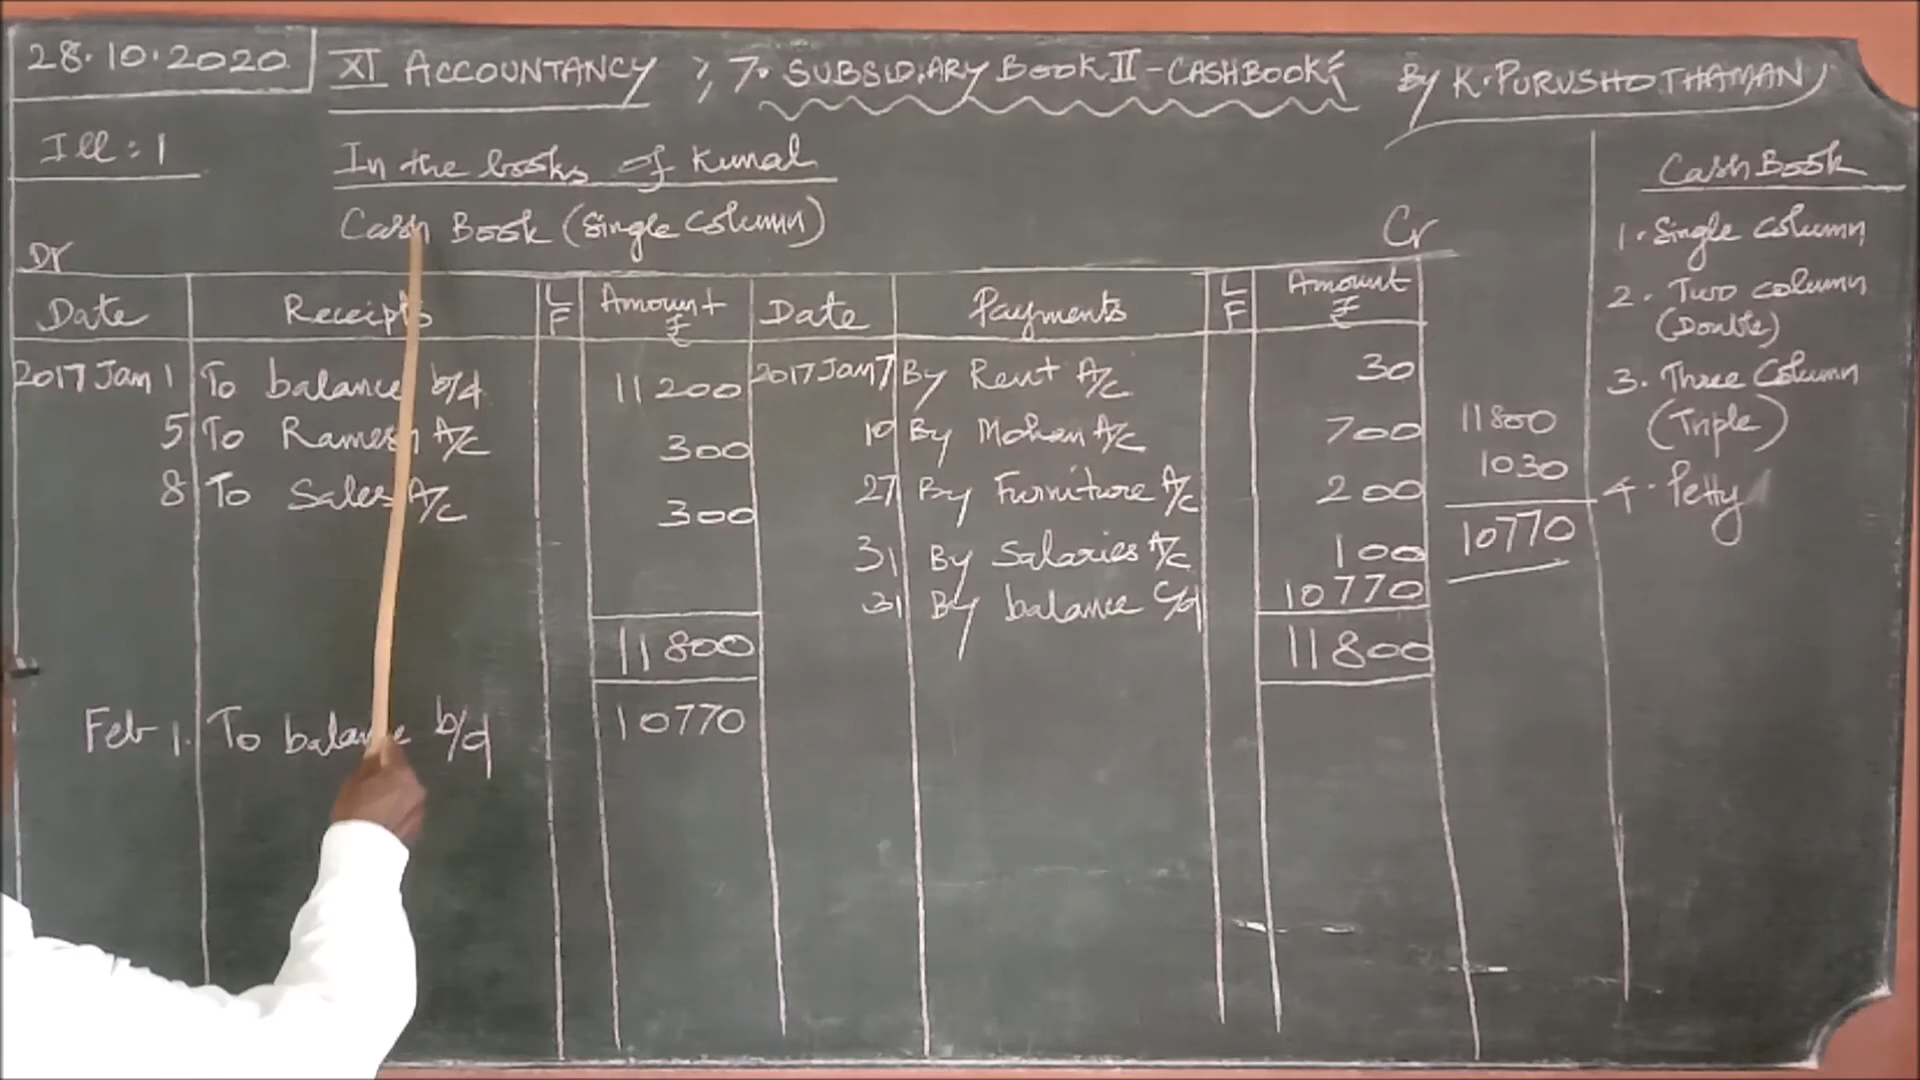 28.10.2020 XI ACCOUNTANCY 7. SUBSIDIARY BOOK II - CASH BOOK By K. PURUSHOTHAMAN
Ill: 1
In the books of Kunal
Cash Book (Single Column)
Dr Cr
Date Receipts LF Amount ₹ Date Payments LF Amount ₹
2017 Jan 1 To balance b/d 11200 2017 Jan 7 By Rent A/c 30
5 To Ramesh A/c 300 10 By Mohan A/c 700
8 To Sales A/c 300 27 By Furniture A/c 200
31 By Salaries A/c 100
31 By balance c/d 10770
11800 11800
Feb 1. To balance b/d 10770
11800
1030
10770
Cash Book
1. Single Column
2. Two column
(Double)
3. Three Column
(Triple)
4. Petty